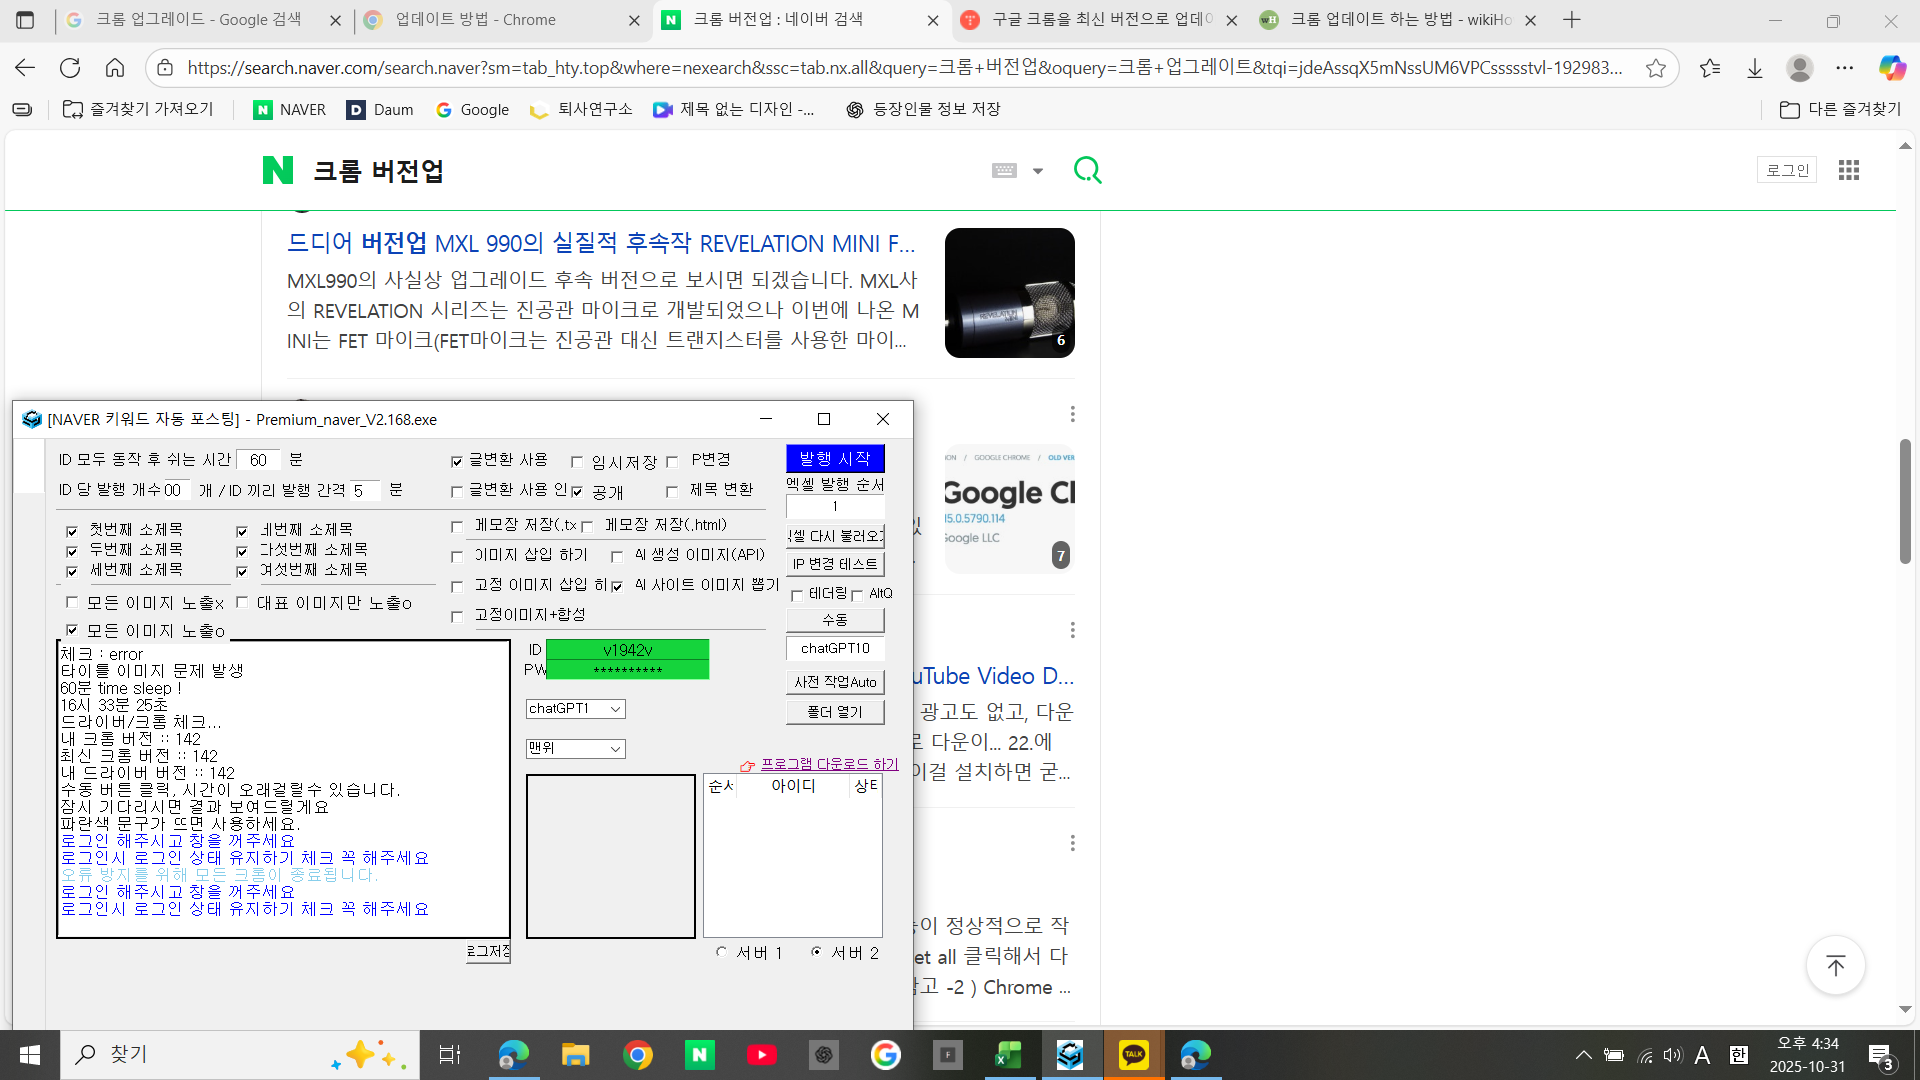 크롬 업그레이드 - Google 검색
업데이트 방법 - Chrome
크롬 버전업 : 네이버 검색
구글 크롬을 최신 버전으로 업데이
크롬 업데이트 하는 방법 - wikiHo
https://search.naver.com/search.naver?sm=tab_hty.top&where=nexearch&ssc=tab.nx.all&query=크롬+버전업&oquery=크롬+업그레이드&tqi=jdeAssqX5mNssUM6VPCssssstvl-192983...
즐겨찾기 가져오기
NAVER
Daum
Google
퇴사연구소
제목 없는 디자인 -...
등장인물 정보 저장
다른 즐겨찾기
크롬 버전업
로그인
드디어 버전업 MXL 990의 실질적 후속작 REVELATION MINI F...
MXL990의 사실상 업그레이드 후속 버전으로 보시면 되겠습니다. MXL사
의 REVELATION 시리즈는 진공관 마이크로 개발되었으나 이번에 나온 M
INI는 FET 마이크(FET마이크는 진공관 대신 트랜지스터를 사용한 마이...
REVELATION MINI
6
[NAVER 키워드 자동 포스팅] - Premium_naver_V2.168.exe
ID 모두 동작 후 쉬는 시간 60 분
ID 당 발행 개수 00 개 / ID 끼리 발행 간격 5 분
글변환 사용
임시저장
P변경
글변환 사용 인
공개
제목 변환
발행 시작
엑셀 발행 순서
1
엑셀 다시 불러오기
IP 변경 테스트
테더링
AltQ
수동
chatGPT10
사전 작업Auto
폴더 열기
첫번째 소제목
네번째 소제목
두번째 소제목
다섯번째 소제목
세번째 소제목
여섯번째 소제목
메모장 저장(.tx
메모장 저장(.html)
이미지 삽입 하기
AI 생성 이미지(API)
고정 이미지 삽입 하
AI 사이트 이미지 뽑기
고정이미지+합성
모든 이미지 노출x
대표 이미지만 노출o
모든 이미지 노출o
체크 : error
타이틀 이미지 문제 발생
60분 time sleep !
16시 33분 25초
드라이버/크롬 체크...
내 크롬 버전 :: 142
최신 크롬 버전 :: 142
내 드라이버 버전 :: 142
수동 버튼 클릭, 시간이 오래걸릴수 있습니다.
잠시 기다리시면 결과 보여드릴게요
파란색 문구가 뜨면 사용하세요.
로그인 해주시고 창을 꺼주세요
로그인시 로그인 상태 유지하기 체크 꼭 해주세요
오류 방지를 위해 모든 크롬이 종료됩니다.
로그인 해주시고 창을 꺼주세요
로그인시 로그인 상태 유지하기 체크 꼭 해주세요
로그저장
ID v1942v
PW **********
chatGPT1
맨위
프로그램 다운로드 하기
순서
아이디
상태
서버 1
서버 2
ON / GOOGLE CHROME / OLD VER
Google Ch
15.0.5790.114
Google LLC
7
uTube Video D...
광고도 없고, 다운
로 다운이... 22.에
이걸 설치하면 굳...
능이 정상적으로 작
et all 클릭해서 다
참고 -2 ) Chrome ...
찾기
TALK
A
한
오후 4:34
2025-10-31
3